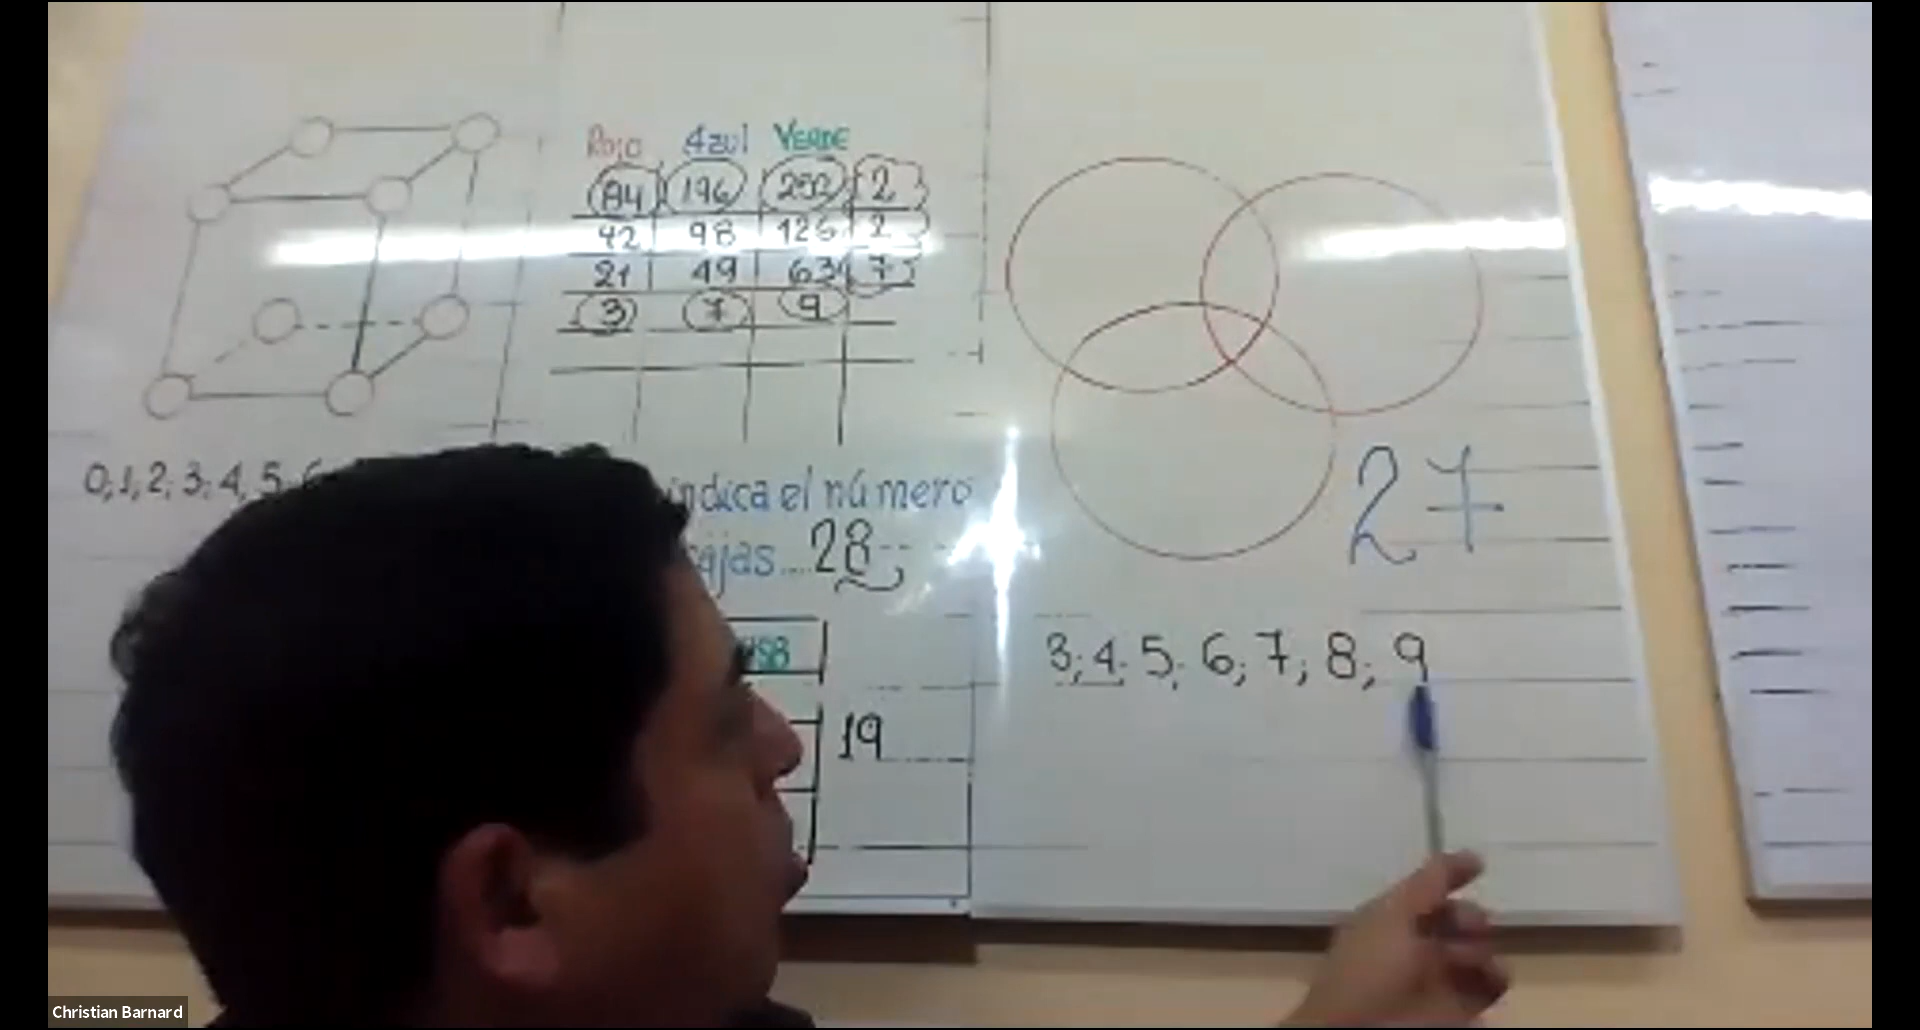 Rojo Azul VERDE
84 196 252 2
42 98 126 2
21 49 63 7
3 7 9
0, 1, 2, 3, 4, 5, 6
indica el número
ajas....28
27
3; 4; 5; 6; 7; 8; 9
19
Christian Barnard